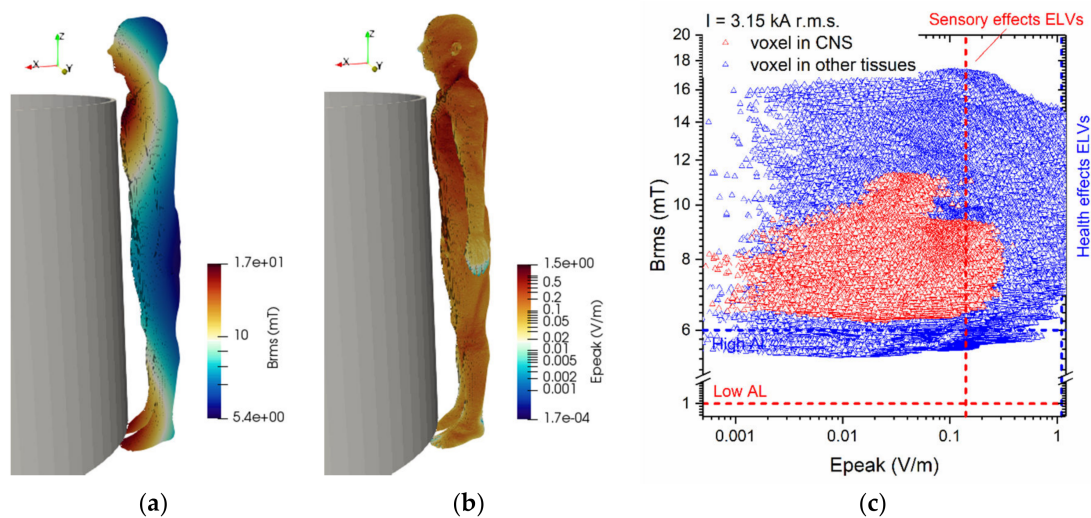 Z
X
Y
1.7e+01
10
5.4e+00
Brms (mT)
(a)
Z
X
Y
1.5e+00
0.5
0.2
0.1
0.05
0.02
0.01
0.005
0.002
0.001
1.7e-04
Epeak (V/m)
(b)
I = 3.15 kA r.m.s.
Sensory effects ELVs
voxel in CNS
voxel in other tissues
20
18
16
14
12
10
8
6
1
Brms (mT)
High AL
Low AL
Health effects ELVs
0.001
0.01
0.1
1
Epeak (V/m)
(c)